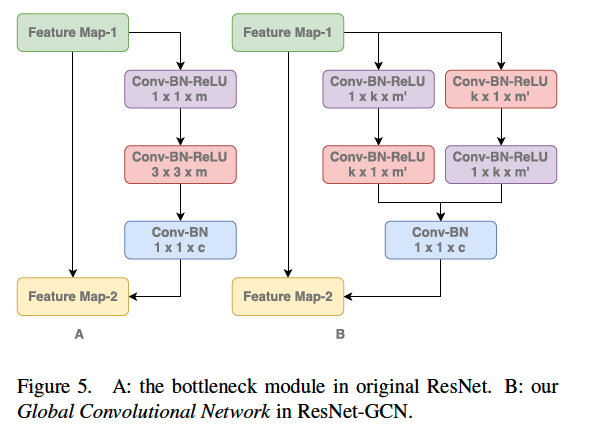 Feature Map-1
Conv-BN-ReLU
1 x 1 x m
Conv-BN-ReLU
3 x 3 x m
Conv-BN
1 x 1 x c
Feature Map-2
A
Feature Map-1
Conv-BN-ReLU
1 x k x m'
Conv-BN-ReLU
k x 1 x m'
Conv-BN-ReLU
k x 1 x m'
Conv-BN-ReLU
1 x k x m'
Conv-BN
1 x 1 x c
Feature Map-2
B
Figure 5. A: the bottleneck module in original ResNet. B: our
Global Convolutional Network in ResNet-GCN.